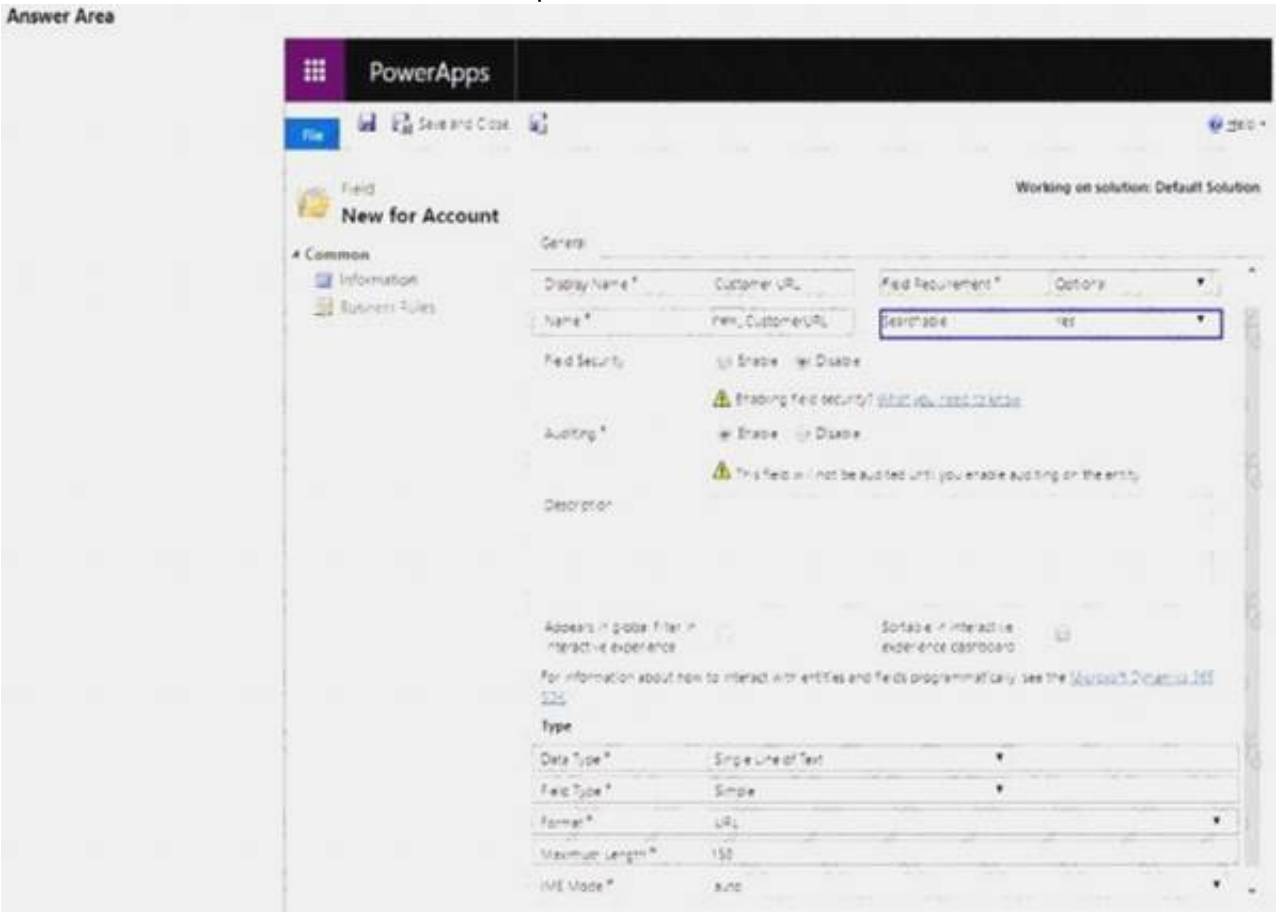 Answer Area
PowerApps
File Save and Close Help
Field
New for Account
Working on solution: Default Solution
Common
Information
Business Rules
General
Display Name * Customer URL Field Requirement * Optional
Name * new_CustomerURL Searchable Yes
Field Security Enable Disable
Enabling field security? What you need to know
Auditing * Enable Disable
This field will not be audited until you enable auditing on the entity
Description
Appears in global filter in interactive experience
Sortable in interactive experience dashboard
For information about how to interact with entities and fields programmatically, see the Microsoft Dynamics 365
SDK
Type
Data Type * Single Line of Text
Field Type * Simple
Format * URL
Maximum Length * 150
IME Mode * auto